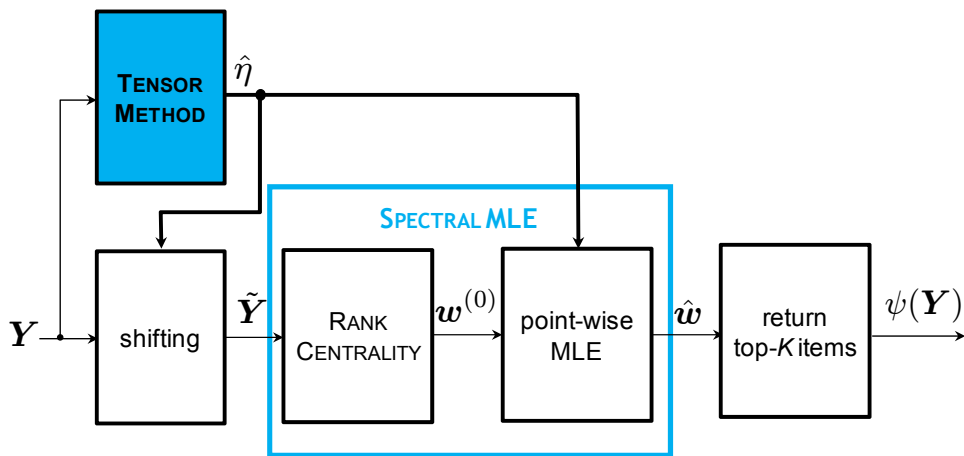 TENSOR
METHOD
η̂
SPECTRAL MLE
Y
shifting
Ỹ
RANK
CENTRALITY
w⁽⁰⁾
point-wise
MLE
ŵ
return
top-K items
ψ(Y)